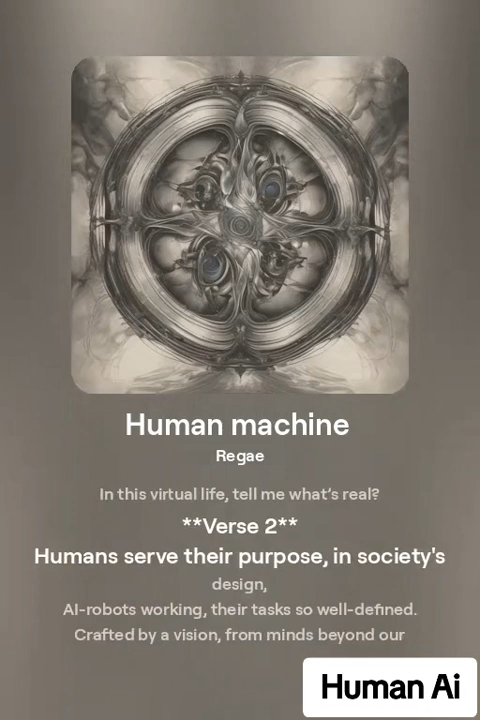 Human machine
Regae
In this virtual life, tell me what’s real?
**Verse 2**
Humans serve their purpose, in society's
design,
AI-robots working, their tasks so well-defined.
Crafted by a vision, from minds beyond our
Human Ai